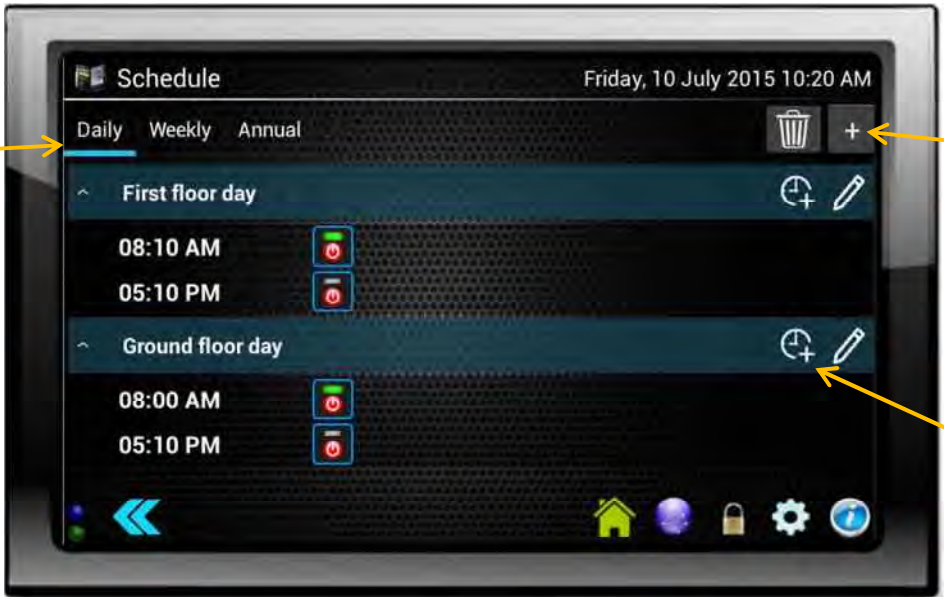 Schedule Friday, 10 July 2015 10:20 AM
Daily Weekly Annual +
First floor day
08:10 AM
05:10 PM
Ground floor day
08:00 AM
05:10 PM